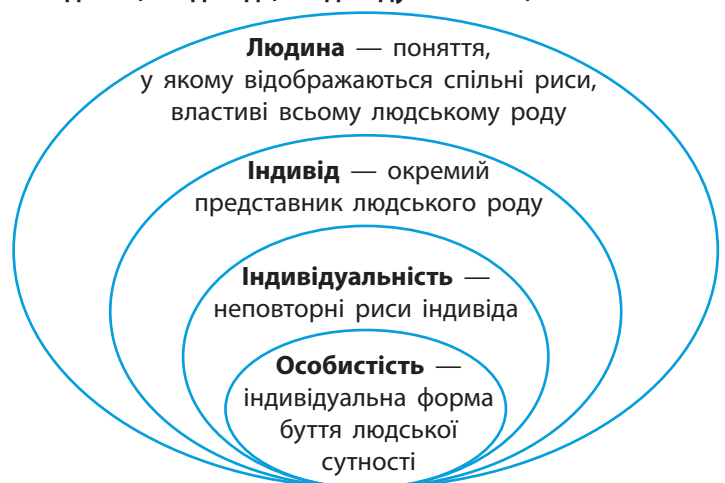 Людина — поняття,
у якому відображаються спільні риси,
властиві всьому людському роду
Індивід — окремий
представник людського роду
Індивідуальність —
неповторні риси індивіда
Особистість —
індивідуальна форма
буття людської
сутності